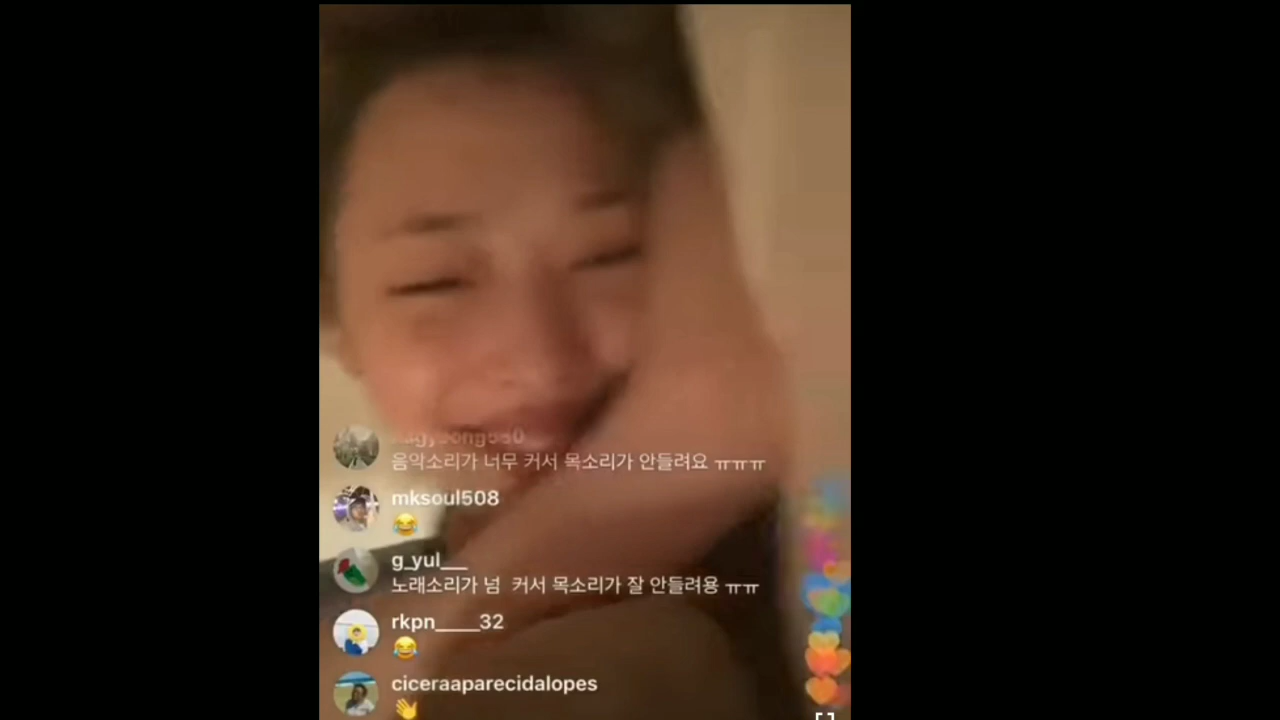 음악소리가 너무 커서 목소리가 안들려요 ㅠㅠㅠ
mksoul508
😂
g_yul___
노래소리가 넘 커서 목소리가 잘 안들려용 ㅠㅠ
rkpn____32
😂
ciceraaparecidalopes
👋